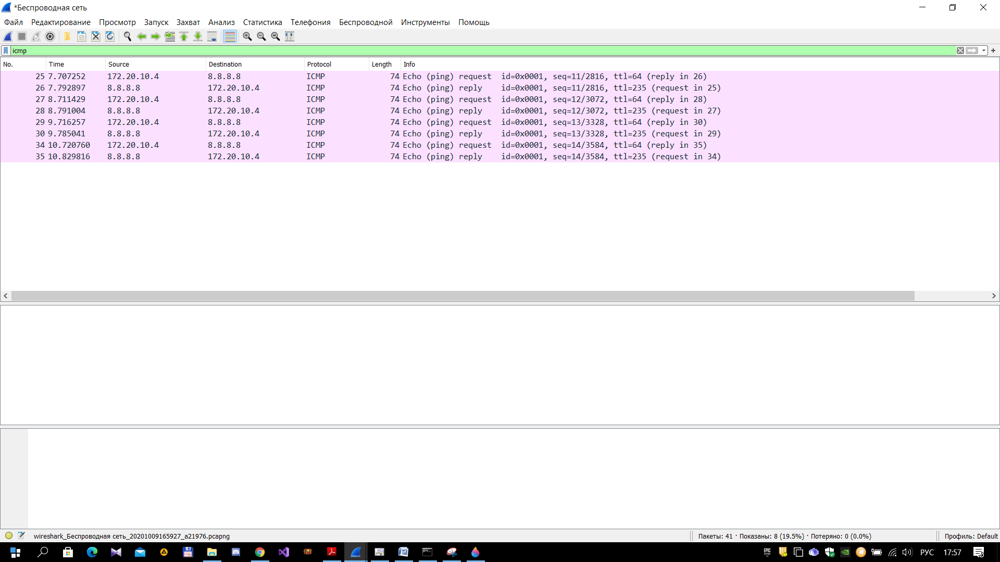 *Беспроводная сеть
Файл Редактирование Просмотр Запуск Захват Анализ Статистика Телефония Беспроводной Инструменты Помощь
icmp
No. Time Source Destination Protocol Length Info
25 7.707252 172.20.10.4 8.8.8.8 ICMP 74 Echo (ping) request id=0x0001, seq=11/2816, ttl=64 (reply in 26)
26 7.792897 8.8.8.8 172.20.10.4 ICMP 74 Echo (ping) reply id=0x0001, seq=11/2816, ttl=235 (request in 25)
27 8.711429 172.20.10.4 8.8.8.8 ICMP 74 Echo (ping) request id=0x0001, seq=12/3072, ttl=64 (reply in 28)
28 8.791004 8.8.8.8 172.20.10.4 ICMP 74 Echo (ping) reply id=0x0001, seq=12/3072, ttl=235 (request in 27)
29 9.716257 172.20.10.4 8.8.8.8 ICMP 74 Echo (ping) request id=0x0001, seq=13/3328, ttl=64 (reply in 30)
30 9.785041 8.8.8.8 172.20.10.4 ICMP 74 Echo (ping) reply id=0x0001, seq=13/3328, ttl=235 (request in 29)
34 10.720760 172.20.10.4 8.8.8.8 ICMP 74 Echo (ping) request id=0x0001, seq=14/3584, ttl=64 (reply in 35)
35 10.829816 8.8.8.8 172.20.10.4 ICMP 74 Echo (ping) reply id=0x0001, seq=14/3584, ttl=235 (request in 34)
wireshark_Беспроводная сеть_20201009165927_a21976.pcapng Пакеты: 41 · Показаны: 8 (19.5%) · Потеряно: 0 (0.0%) Профиль: Default
EPIC GAMES РУС 17:57